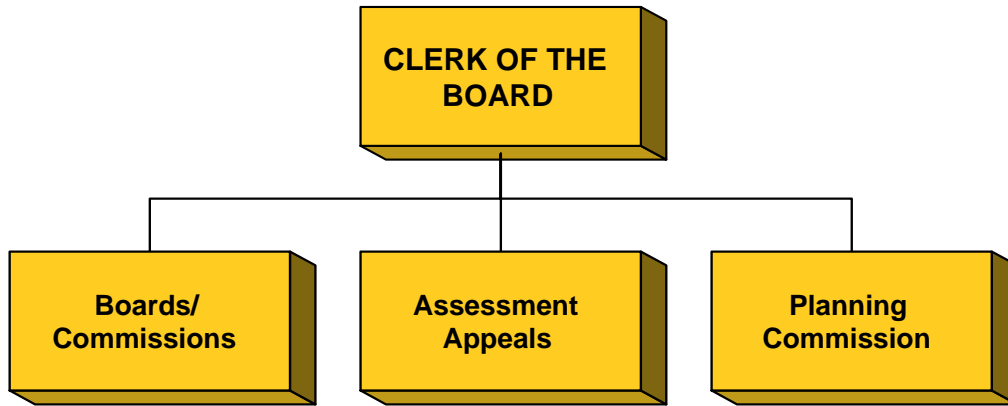 CLERK OF THE
BOARD
Boards/
Commissions
Assessment
Appeals
Planning
Commission